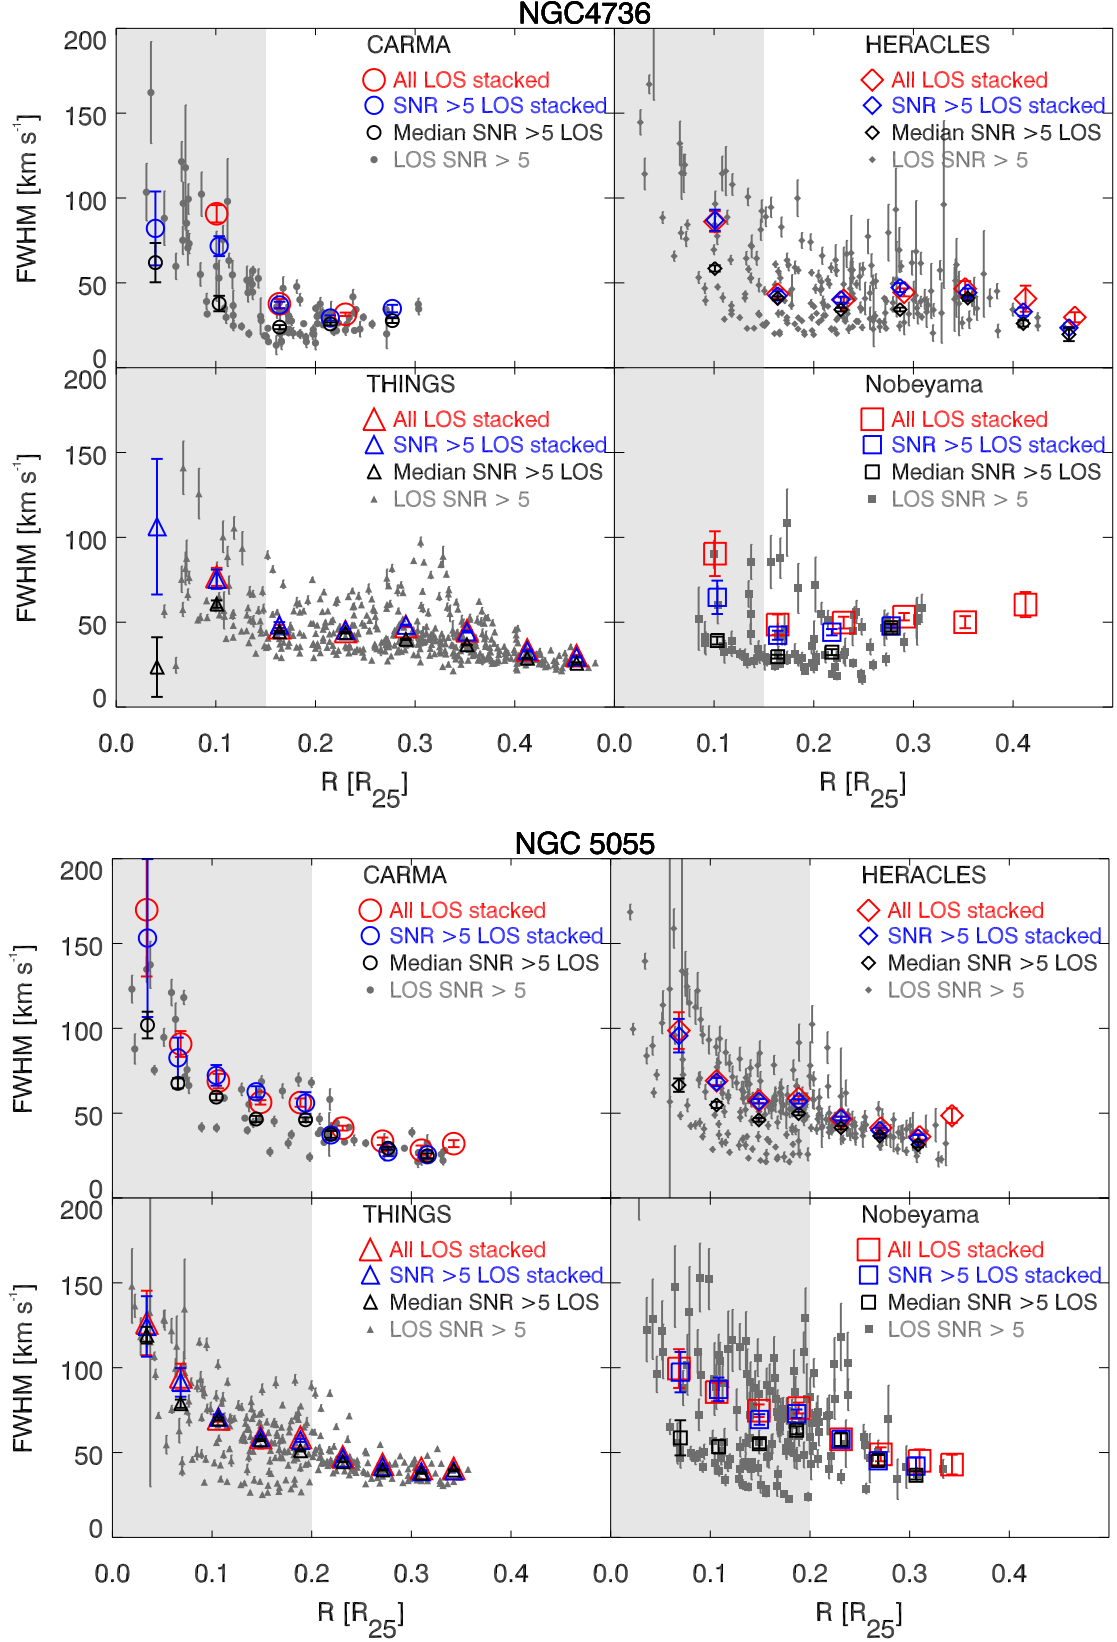 NGC4736
CARMA
All LOS stacked
SNR >5 LOS stacked
Median SNR >5 LOS
LOS SNR > 5
HERACLES
All LOS stacked
SNR >5 LOS stacked
Median SNR >5 LOS
LOS SNR > 5
200
150
100
50
0
FWHM [km s-1]
THINGS
All LOS stacked
SNR >5 LOS stacked
Median SNR >5 LOS
LOS SNR > 5
Nobeyama
All LOS stacked
SNR >5 LOS stacked
Median SNR >5 LOS
LOS SNR > 5
200
150
100
50
0
FWHM [km s-1]
0.0 0.1 0.2 0.3 0.4 0.0 0.1 0.2 0.3 0.4
R [R25] R [R25]
NGC 5055
CARMA
All LOS stacked
SNR >5 LOS stacked
Median SNR >5 LOS
LOS SNR > 5
HERACLES
All LOS stacked
SNR >5 LOS stacked
Median SNR >5 LOS
LOS SNR > 5
200
150
100
50
0
FWHM [km s-1]
THINGS
All LOS stacked
SNR >5 LOS stacked
Median SNR >5 LOS
LOS SNR > 5
Nobeyama
All LOS stacked
SNR >5 LOS stacked
Median SNR >5 LOS
LOS SNR > 5
200
150
100
50
0
FWHM [km s-1]
0.0 0.1 0.2 0.3 0.4 0.0 0.1 0.2 0.3 0.4
R [R25] R [R25]